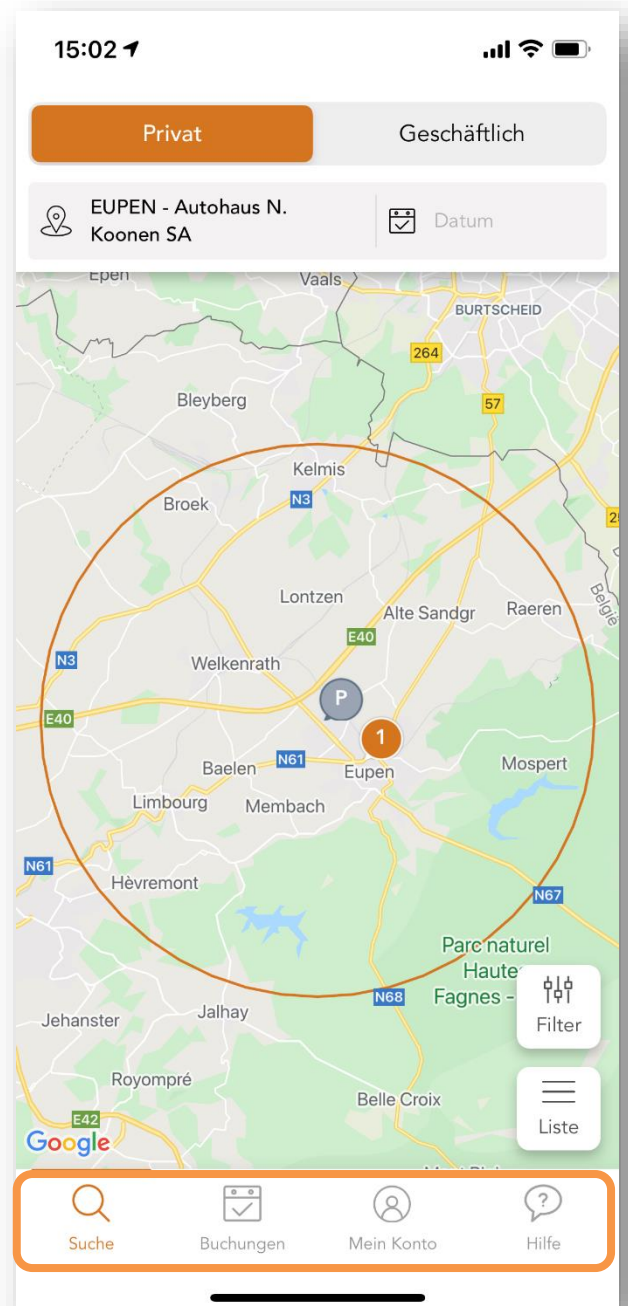 15:02
Privat
Geschäftlich
EUPEN - Autohaus N.
Koonen SA
Datum
Epen
Vaals
BURTSCHEID
264
Bleyberg
57
Kelmis
Broek
N3
Lontzen
Alte Sandgr
Raeren
België
E40
N3
Welkenrath
P
E40
1
Baelen
N61
Eupen
Mospert
Limbourg
Membach
N61
Hèvremont
N67
Parc naturel
Haute
N68
Fagnes -
Filter
Jalhay
Jehanster
Royompré
Belle Croix
E42
Liste
Google
Suche
Buchungen
Mein Konto
Hilfe